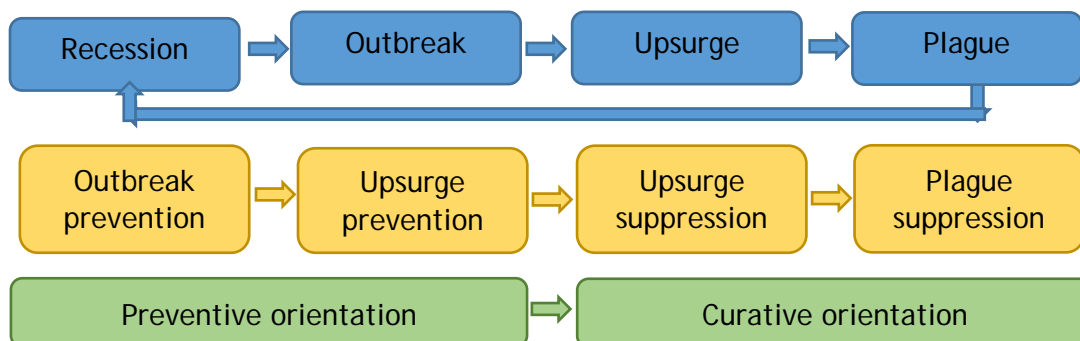 Recession
Outbreak
Upsurge
Plague
Outbreak
prevention
Upsurge
prevention
Upsurge
suppression
Plague
suppression
Preventive orientation
Curative orientation